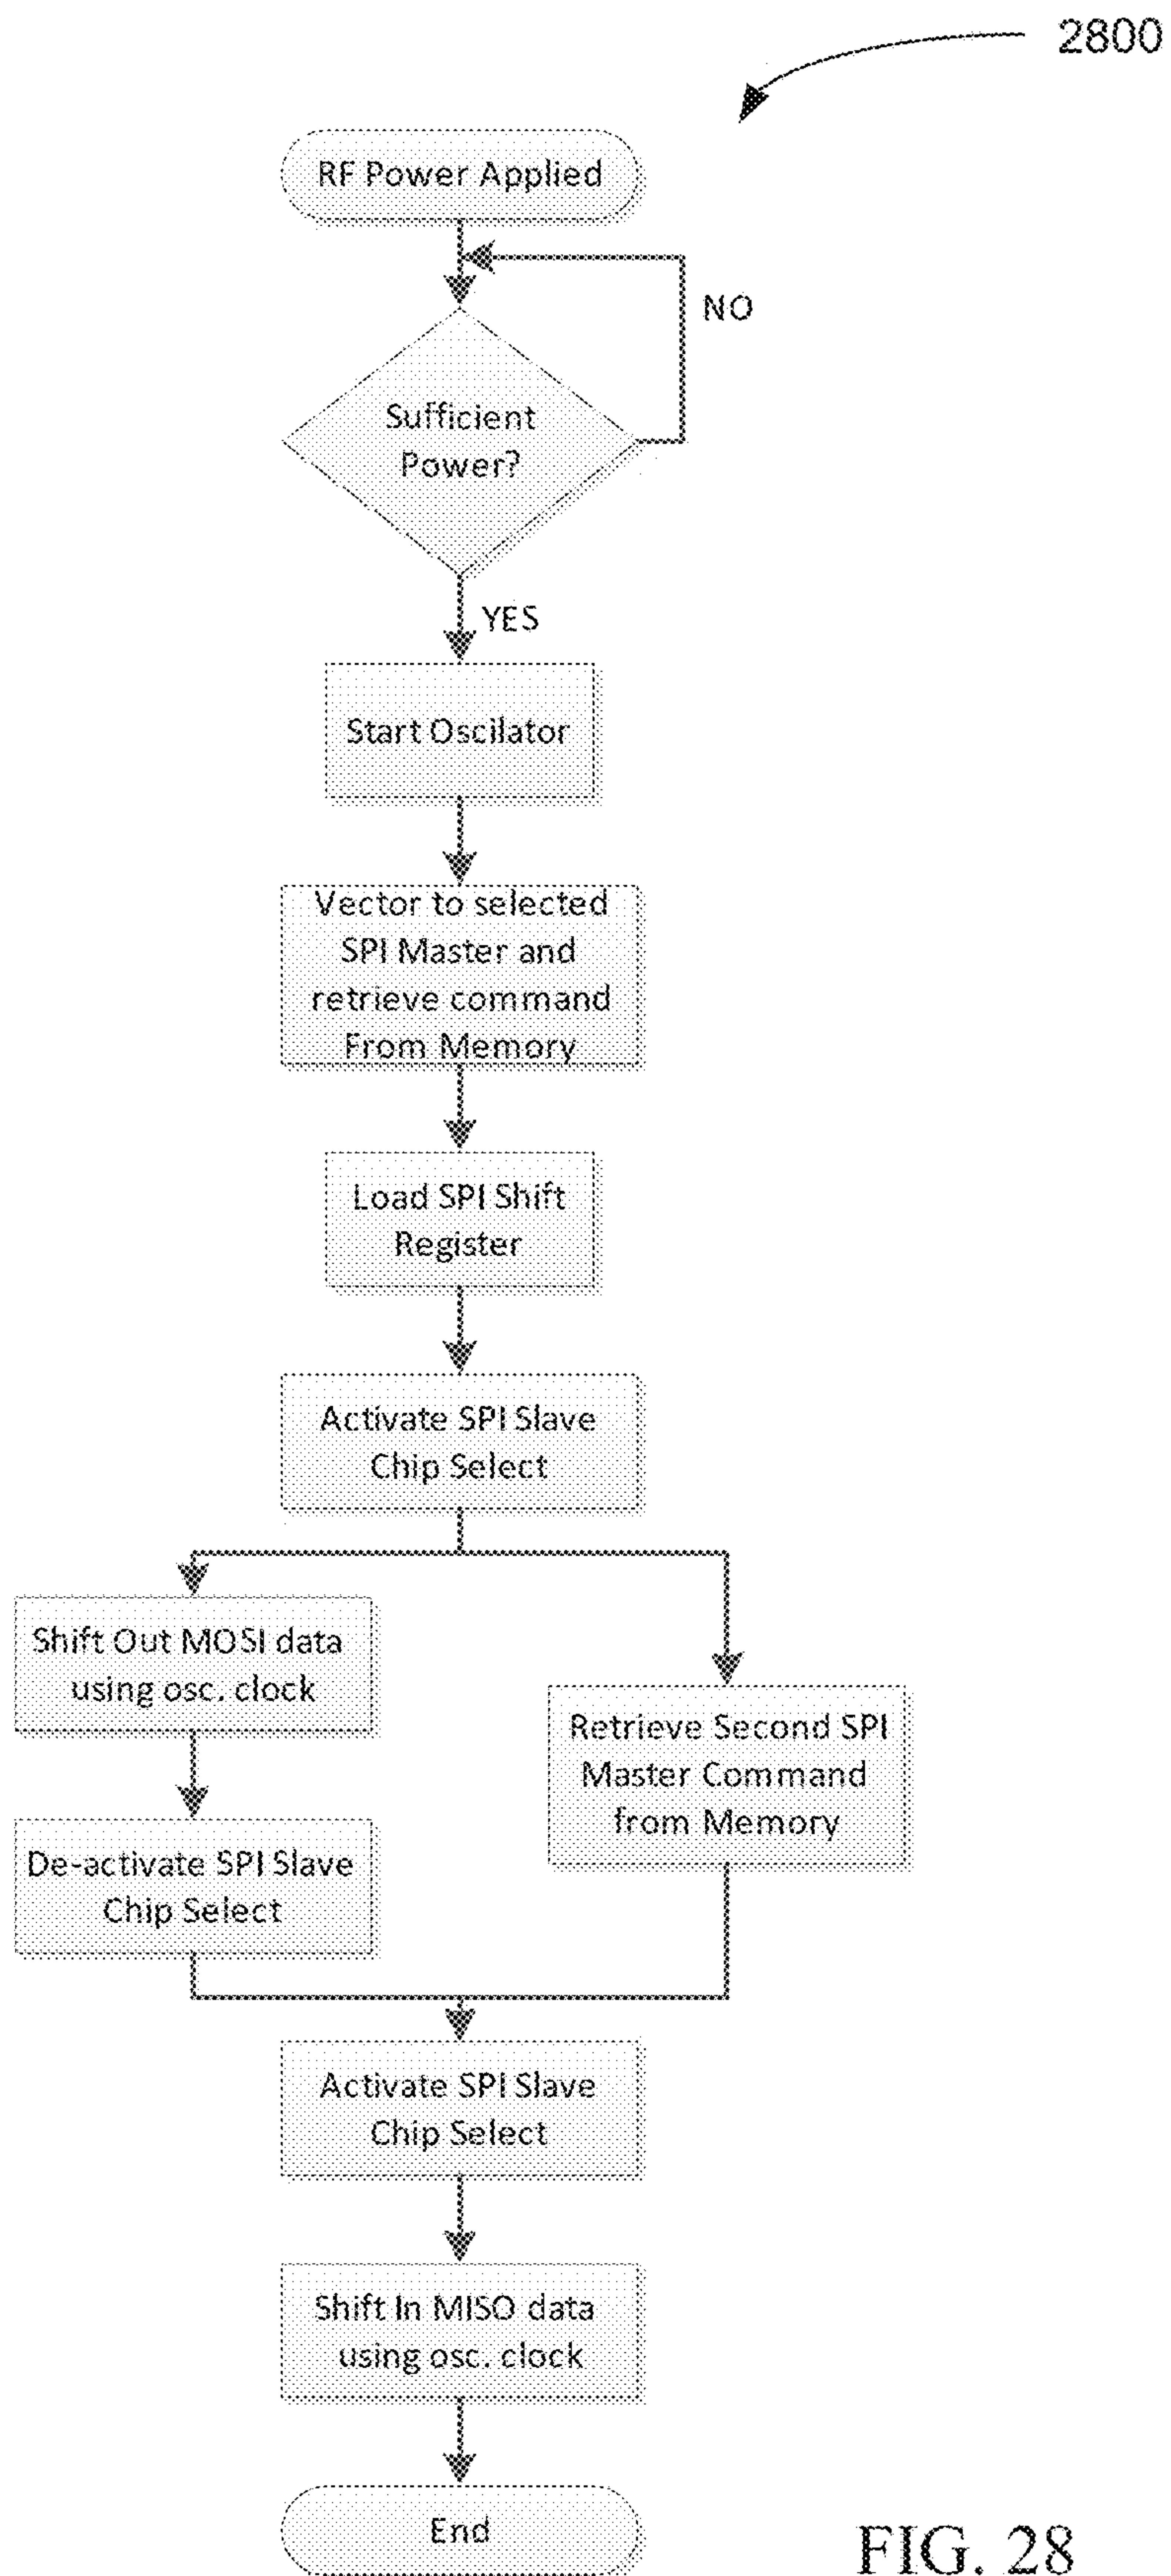 2800
RF Power Applied
NO
Sufficient
Power?
YES
Start Oscilator
Vector to selected
SPI Master and
retrieve command
From Memory
Load SPI Shift
Register
Activate SPI Slave
Chip Select
Shift Out MOSI data
using osc. clock
Retrieve Second SPI
Master Command
from Memory
De-activate SPI Slave
Chip Select
Activate SPI Slave
Chip Select
Shift In MISO data
using osc. clock
End
FIG. 28